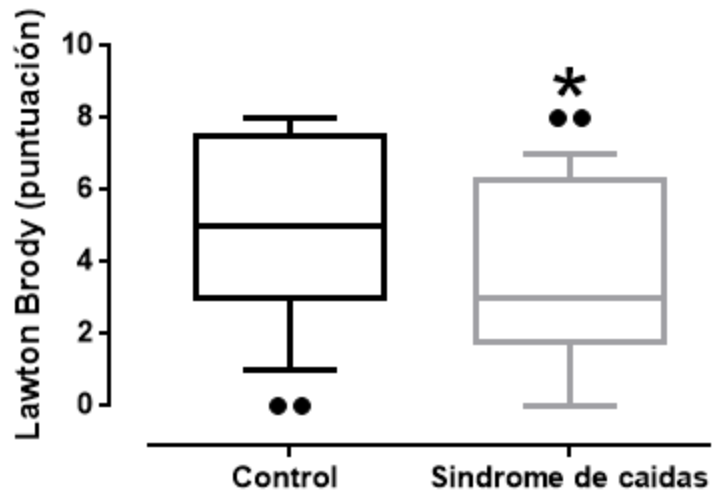 Lawton Brody (puntuación)
10
8
6
4
2
0
*
Control
Sindrome de caidas